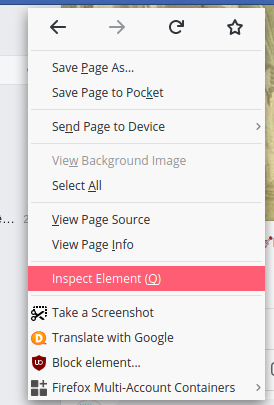 Save Page As...
Save Page to Pocket
Send Page to Device
View Background Image
Select All
View Page Source
View Page Info
Inspect Element (Q)
Take a Screenshot
Translate with Google
Block element...
Firefox Multi-Account Containers